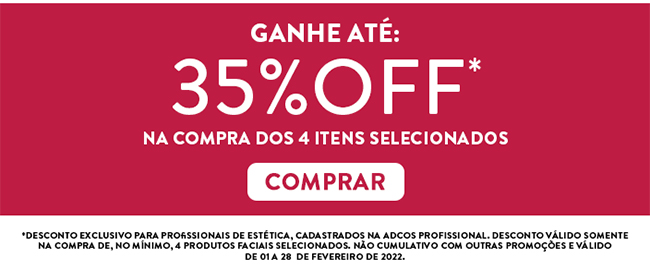 GANHE ATÉ:
35%OFF*
NA COMPRA DOS 4 ITENS SELECIONADOS
COMPRAR
*DESCONTO EXCLUSIVO PARA PROfiSSIONAIS DE ESTÉTICA, CADASTRADOS NA ADCOS PROFISSIONAL. DESCONTO VÁLIDO SOMENTE
NA COMPRA DE, NO MÍNIMO, 4 PRODUTOS FACIAIS SELECIONADOS. NÃO CUMULATIVO COM OUTRAS PROMOÇÕES E VÁLIDO
DE 01 A 28 DE FEVEREIRO DE 2022.